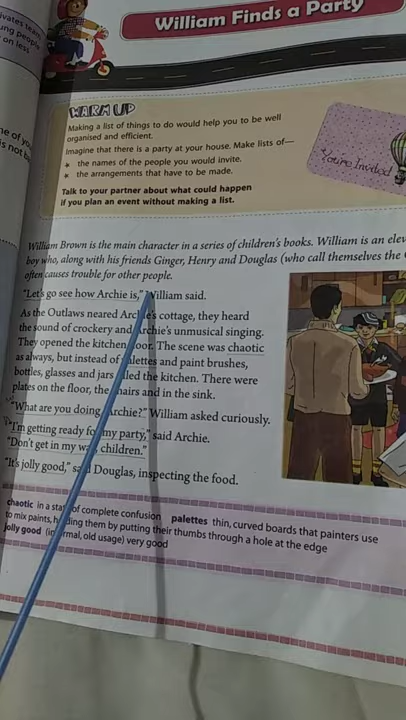 William Finds a Party
vates team
ung people
on less
WARM UP
Making a list of things to do would help you to be well
organised and efficient.
Imagine that there is a party at your house. Make lists of—
* the names of the people you would invite.
* the arrangements that have to be made.
Talk to your partner about what could happen
if you plan an event without making a list.
You're Invited
ne of yo
is not b
William Brown is the main character in a series of children's books. William is an elev
boy who, along with his friends Ginger, Henry and Douglas (who call themselves the
often causes trouble for other people.
"Let's go see how Archie is," William said.
As the Outlaws neared Archie's cottage, they heard
the sound of crockery and Archie's unmusical singing.
They opened the kitchen door. The scene was chaotic
as always, but instead of palettes and paint brushes,
bottles, glasses and jars filled the kitchen. There were
plates on the floor, the chairs and in the sink.
"What are you doing, Archie?" William asked curiously.
"I'm getting ready for my party," said Archie.
"Don't get in my way, children."
"It's jolly good," said Douglas, inspecting the food.
chaotic in a state of complete confusion palettes thin, curved boards that painters use
to mix paints, holding them by putting their thumbs through a hole at the edge
jolly good (informal, old usage) very good